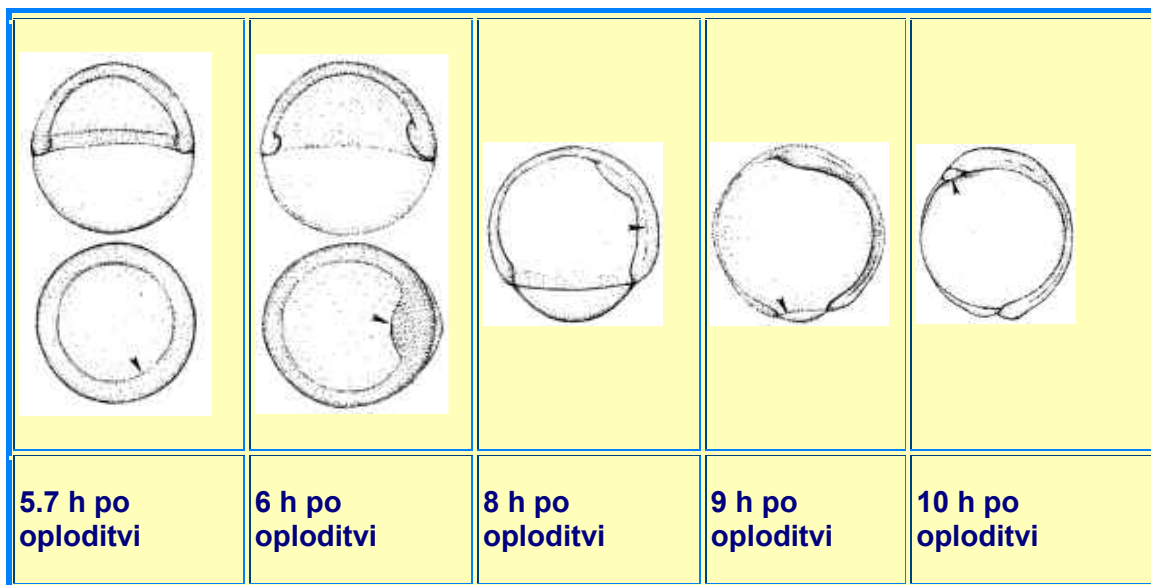 5.7 h po
oploditvi
6 h po
oploditvi
8 h po
oploditvi
9 h po
oploditvi
10 h po
oploditvi